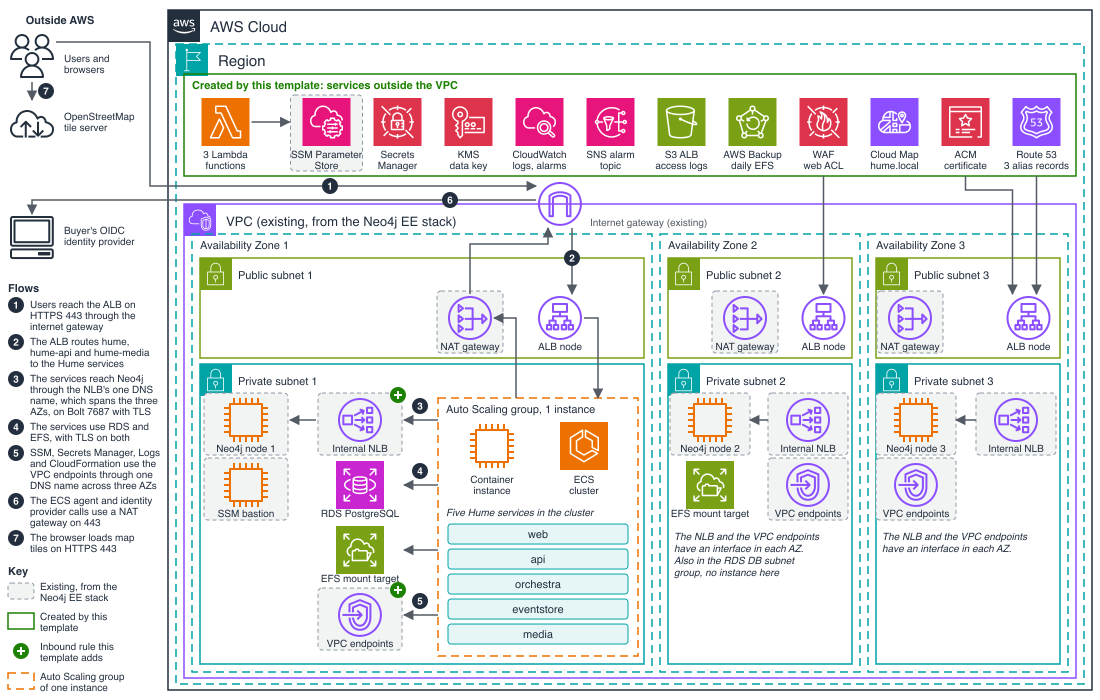 Outside AWS
Users and
browsers
7
OpenStreetMap
tile server
Buyer's OIDC
identity provider
Flows
1 Users reach the ALB on
HTTPS 443 through the
internet gateway
2 The ALB routes hume,
hume-api and hume-media
to the Hume services
3 The services reach Neo4j
through the NLB's one DNS
name, which spans the three
AZs, on Bolt 7687 with TLS
4 The services use RDS and
EFS, with TLS on both
5 SSM, Secrets Manager, Logs
and CloudFormation use the
VPC endpoints through one
DNS name across three AZs
6 The ECS agent and identity
provider calls use a NAT
gateway on 443
7 The browser loads map
tiles on HTTPS 443
Key
Existing, from the
Neo4j EE stack
Created by this
template
Inbound rule this
template adds
Auto Scaling group
of one instance
aws
AWS Cloud
Region
Created by this template: services outside the VPC
3 Lambda
functions
SSM Parameter
Store
Secrets
Manager
KMS
data key
CloudWatch
logs, alarms
SNS alarm
topic
S3 ALB
access logs
AWS Backup
daily EFS
WAF
web ACL
Cloud Map
hume.local
ACM
certificate
53
Route 53
3 alias records
1
6
VPC (existing, from the Neo4j EE stack)
Internet gateway (existing)
Availability Zone 1
2
Public subnet 1
NAT gateway
ALB node
Private subnet 1
Neo4j node 1
Internal NLB
3
SSM bastion
RDS PostgreSQL
4
EFS mount target
VPC endpoints
5
Auto Scaling group, 1 instance
Container
instance
ECS
cluster
Five Hume services in the cluster
web
api
orchestra
eventstore
media
Availability Zone 2
Public subnet 2
NAT gateway
ALB node
Private subnet 2
Neo4j node 2
Internal NLB
EFS mount target
VPC endpoints
The NLB and the VPC endpoints
have an interface in each AZ.
Also in the RDS DB subnet
group, no instance here
Availability Zone 3
Public subnet 3
NAT gateway
ALB node
Private subnet 3
Neo4j node 3
Internal NLB
VPC endpoints
The NLB and the VPC endpoints
have an interface in each AZ.